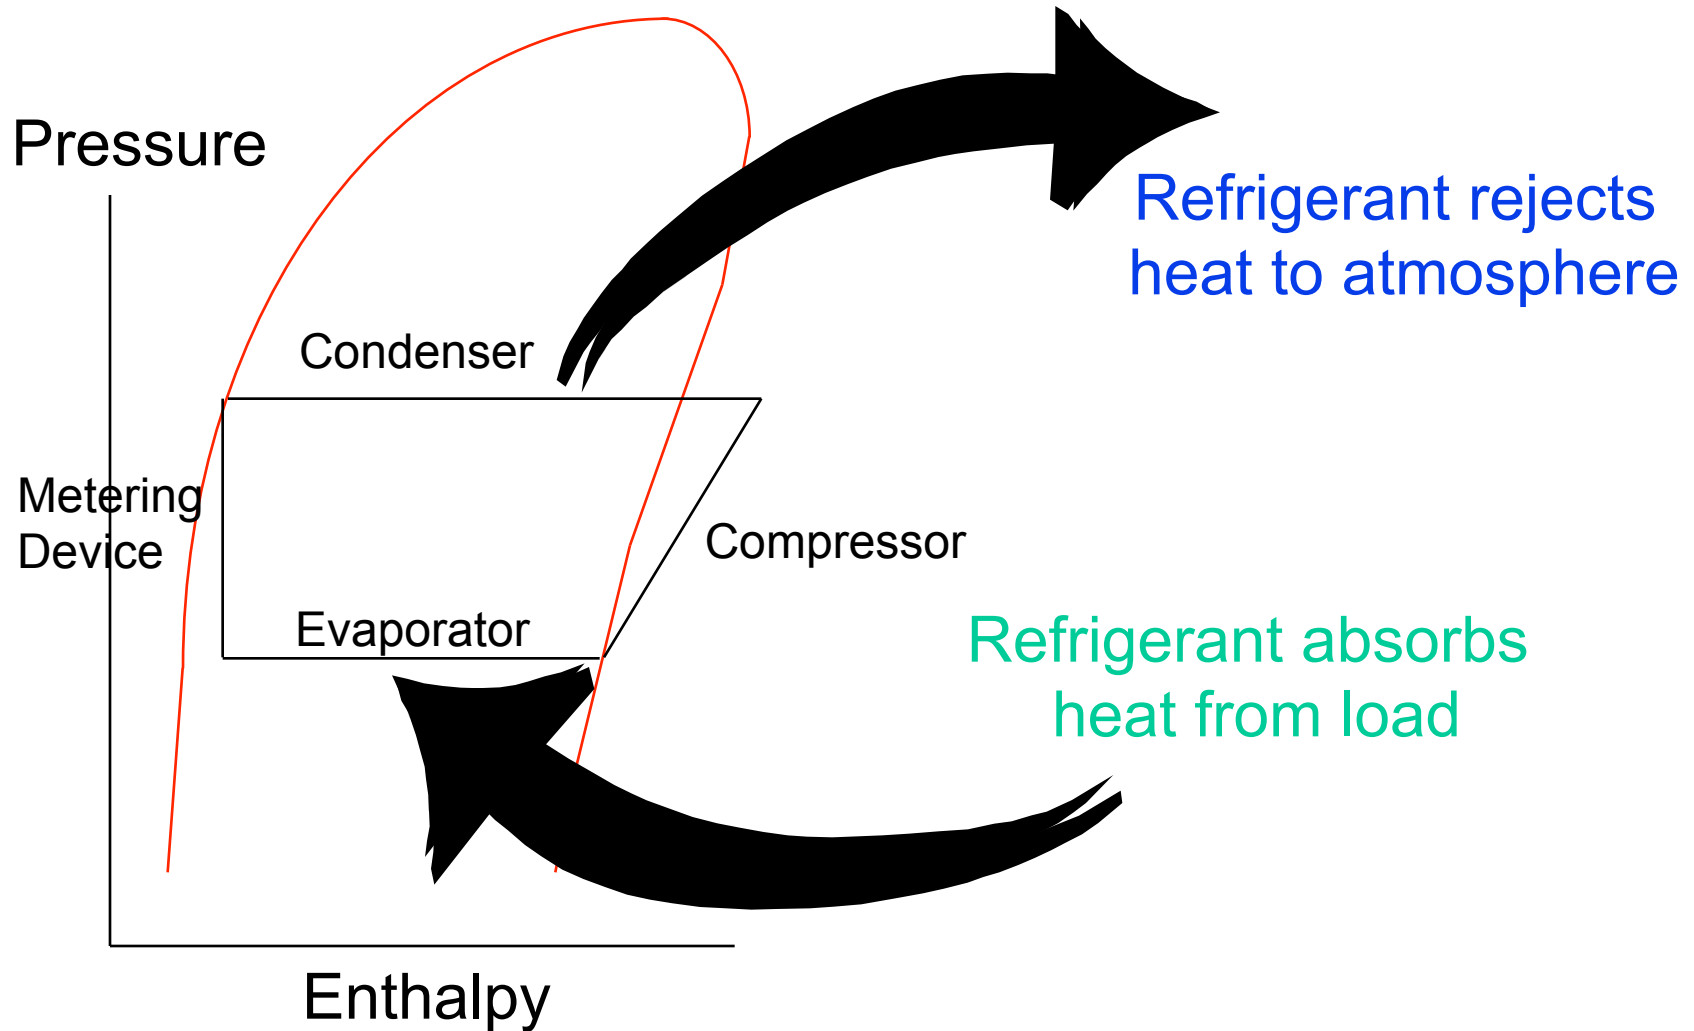 Pressure
Refrigerant rejects
heat to atmosphere
Condenser
Metering
Device
Compressor
Evaporator
Refrigerant absorbs
heat from load
Enthalpy